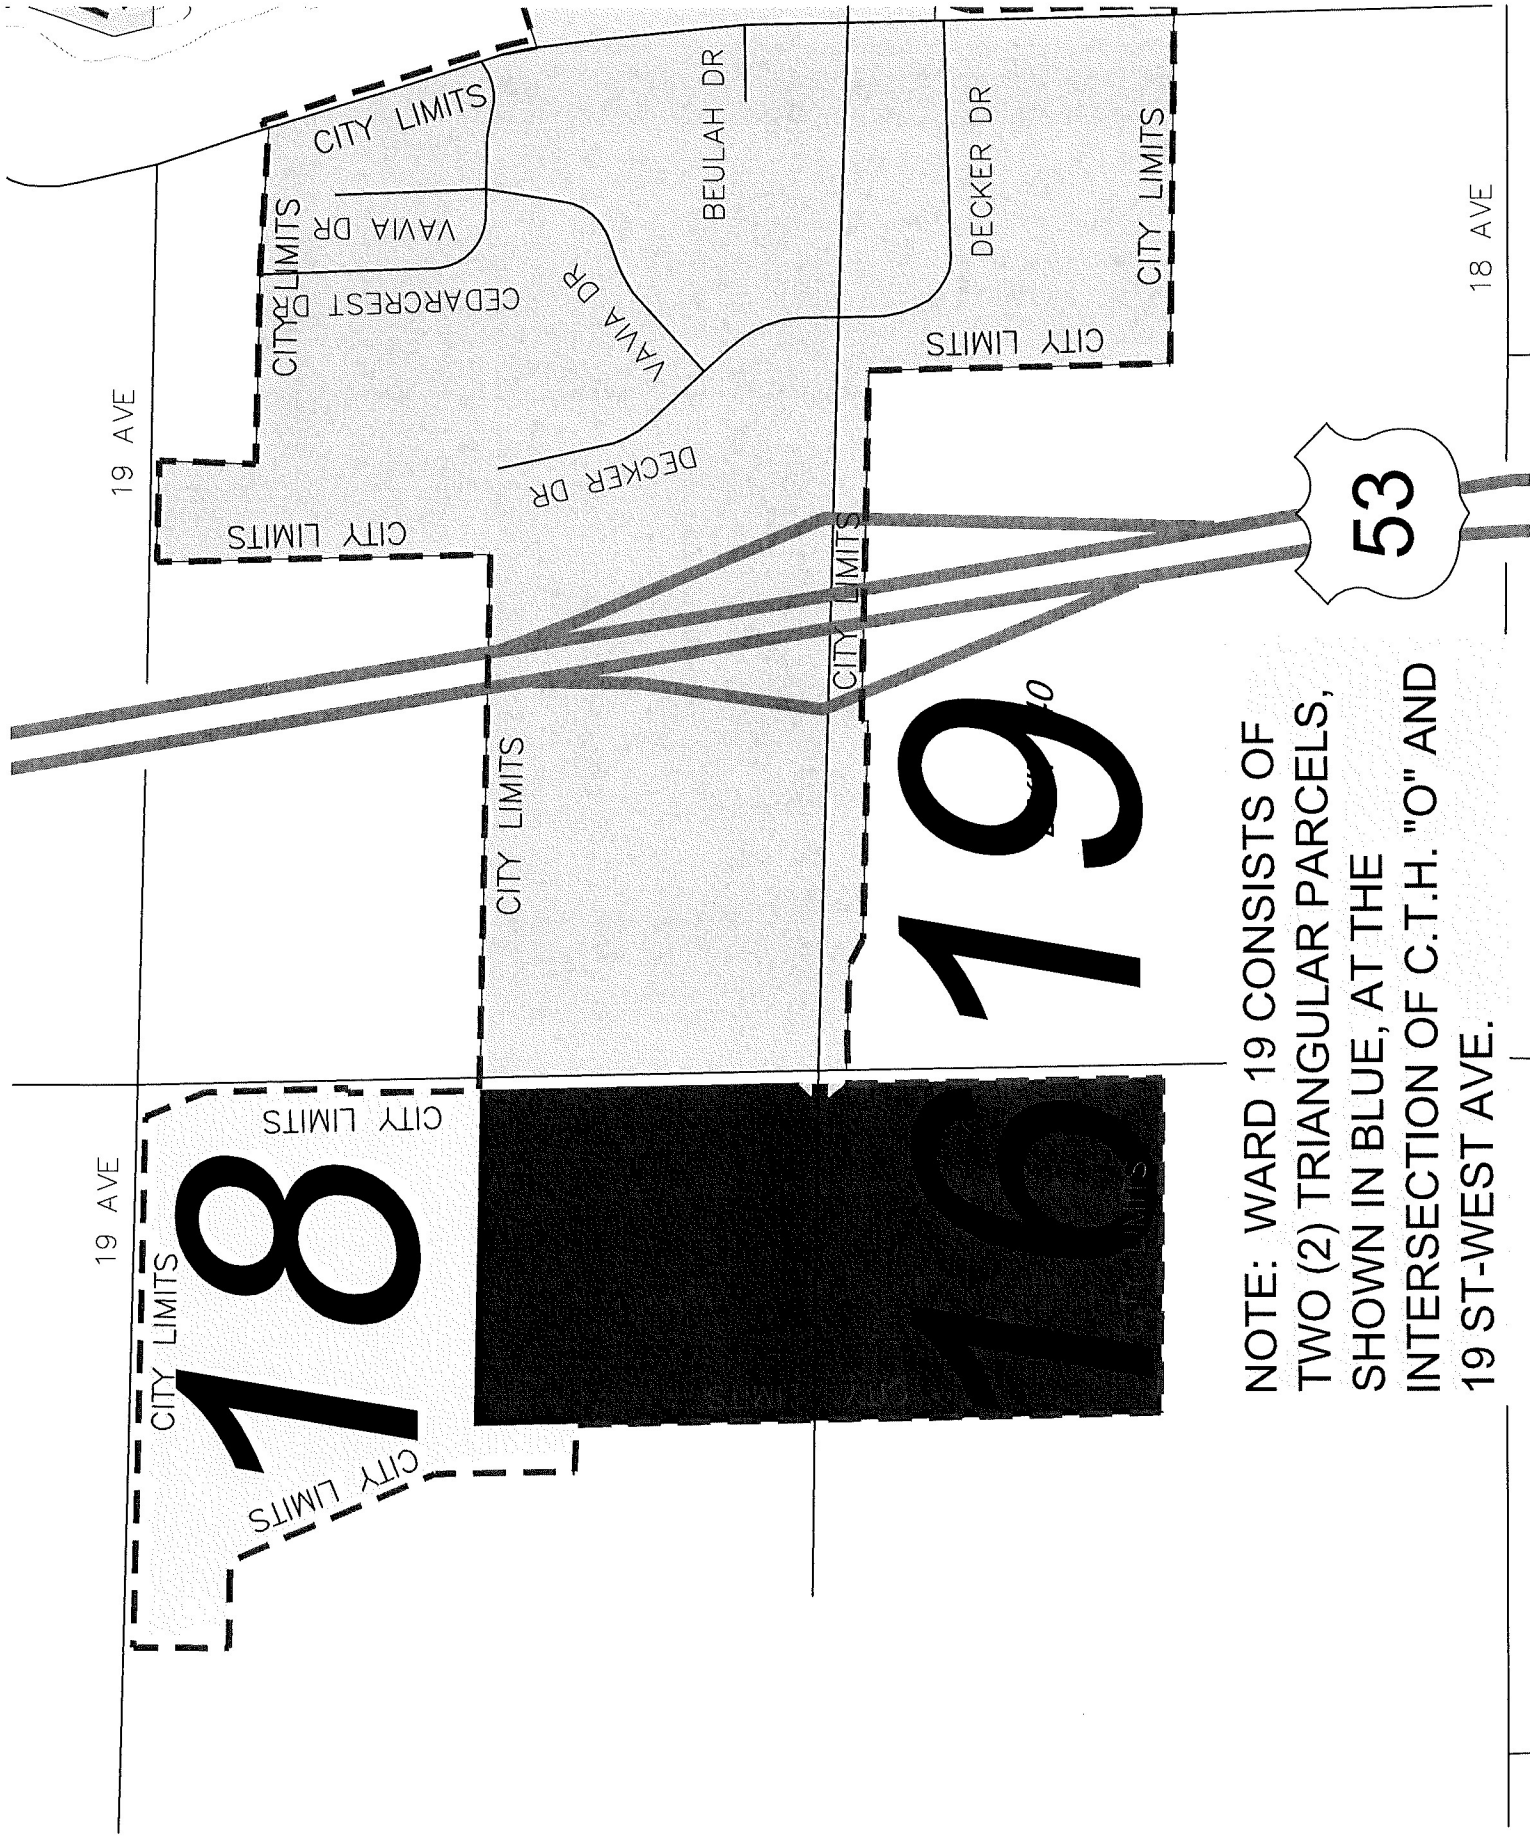 19 AVE
19 AVE
CITY LIMITS
CITY LIMITS
CITY LIMITS
18
CITY LIMITS
CITY LIMITS
CITY LIMITS
CITY LIMITS
CEDARCREST DR
VAVIA DR
CITY LIMITS
VAVIA DR
DECKER DR
BEULAH DR
CITY LIMITS
DECKER DR
CITY LIMITS
CITY LIMITS
16
19
53
18 AVE
NOTE: WARD 19 CONSISTS OF
TWO (2) TRIANGULAR PARCELS,
SHOWN IN BLUE, AT THE
INTERSECTION OF C.T.H. "O" AND
19 ST-WEST AVE.